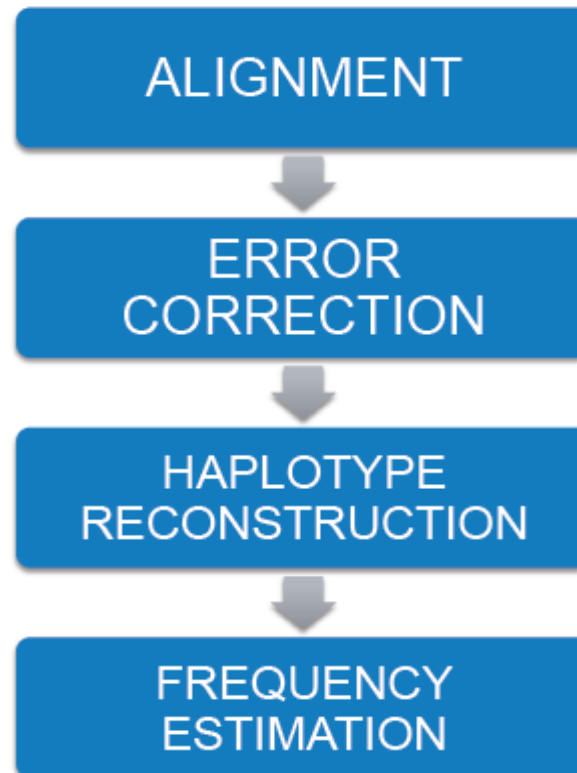 ALIGNMENT
ERROR
CORRECTION
HAPLOTYPE
RECONSTRUCTION
FREQUENCY
ESTIMATION